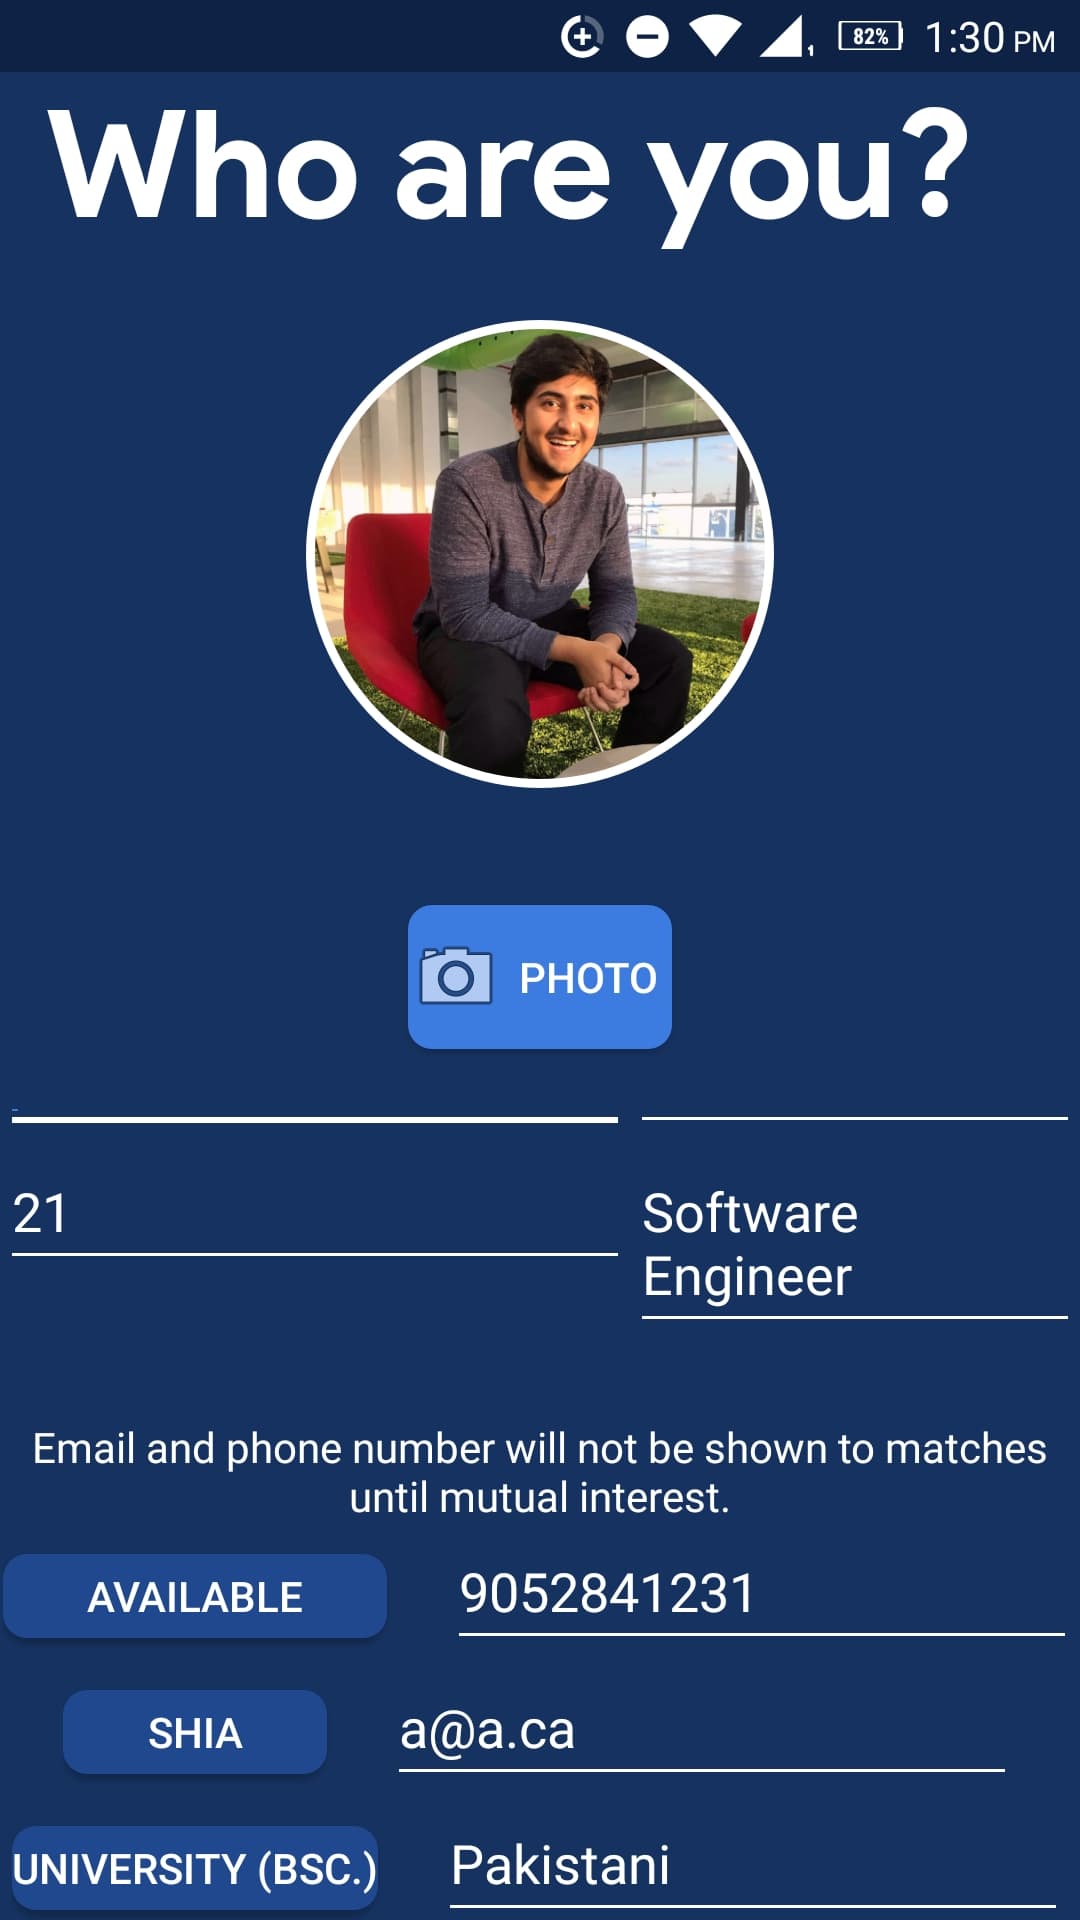 82% 1:30 PM
Who are you?
PHOTO
21
Software
Engineer
Email and phone number will not be shown to matches
until mutual interest.
AVAILABLE 9052841231
SHIA a@a.ca
UNIVERSITY (BSC.) Pakistani